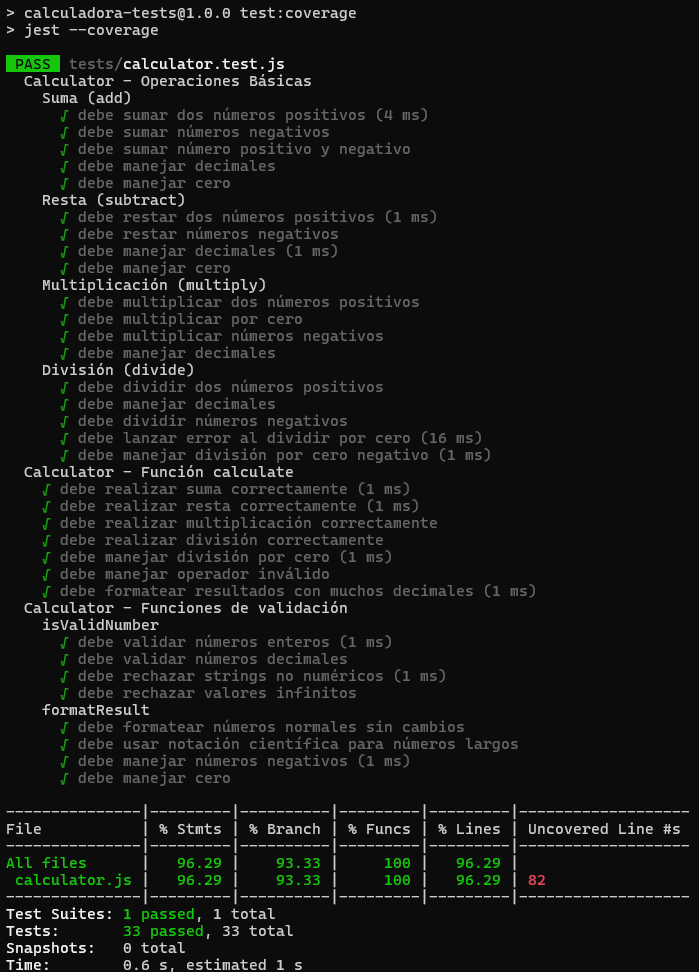 > calculadora-tests@1.0.0 test:coverage
> jest --coverage

PASS tests/calculator.test.js
  Calculator – Operaciones Básicas
    Suma (add)
      √ debe sumar dos números positivos (4 ms)
      √ debe sumar números negativos
      √ debe sumar número positivo y negativo
      √ debe manejar decimales
      √ debe manejar cero
    Resta (subtract)
      √ debe restar dos números positivos (1 ms)
      √ debe restar números negativos
      √ debe manejar decimales (1 ms)
      √ debe manejar cero
    Multiplicación (multiply)
      √ debe multiplicar dos números positivos
      √ debe multiplicar por cero
      √ debe multiplicar números negativos
      √ debe manejar decimales
    División (divide)
      √ debe dividir dos números positivos
      √ debe manejar decimales
      √ debe dividir números negativos
      √ debe lanzar error al dividir por cero (16 ms)
      √ debe manejar división por cero negativo (1 ms)
  Calculator – Función calculate
    √ debe realizar suma correctamente (1 ms)
    √ debe realizar resta correctamente (1 ms)
    √ debe realizar multiplicación correctamente
    √ debe realizar división correctamente
    √ debe manejar división por cero (1 ms)
    √ debe manejar operador inválido
    √ debe formatear resultados con muchos decimales (1 ms)
  Calculator – Funciones de validación
    isValidNumber
      √ debe validar números enteros (1 ms)
      √ debe validar números decimales
      √ debe rechazar strings no numéricos (1 ms)
      √ debe rechazar valores infinitos
    formatResult
      √ debe formatear números normales sin cambios
      √ debe usar notación científica para números largos
      √ debe manejar números negativos (1 ms)
      √ debe manejar cero

---------------|---------|----------|---------|---------|-------------------
File           | % Stmts | % Branch | % Funcs | % Lines | Uncovered Line #s
---------------|---------|----------|---------|---------|-------------------
All files      |   96.29 |    93.33 |     100 |   96.29 |
 calculator.js |   96.29 |    93.33 |     100 |   96.29 | 82
---------------|---------|----------|---------|---------|-------------------
Test Suites: 1 passed, 1 total
Tests:       33 passed, 33 total
Snapshots:   0 total
Time:        0.6 s, estimated 1 s